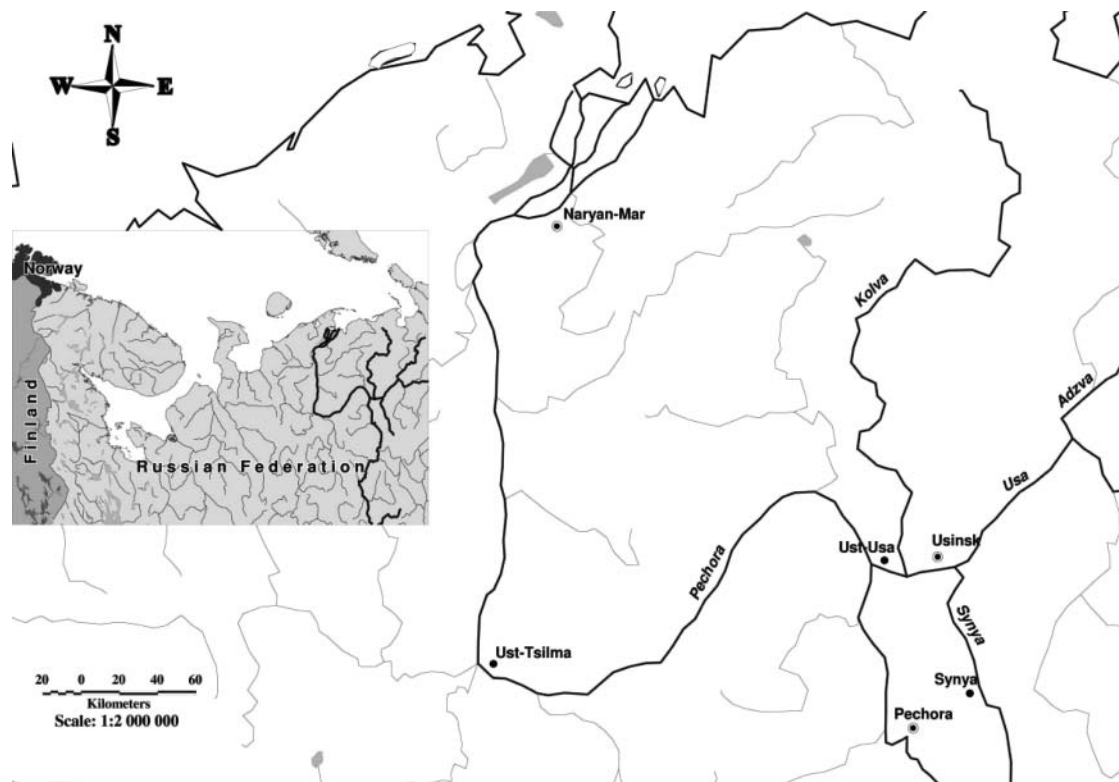 N
W E
S
Naryan-Mar
Norway
Kolva
Finland
Adzva
Russian Federation
Usa
Ust-Usa
Usinsk
Pechora
Synya
Ust-Tsilma
20 0 20 40 60
Kilometers
Scale: 1:2 000 000
Synya
Pechora